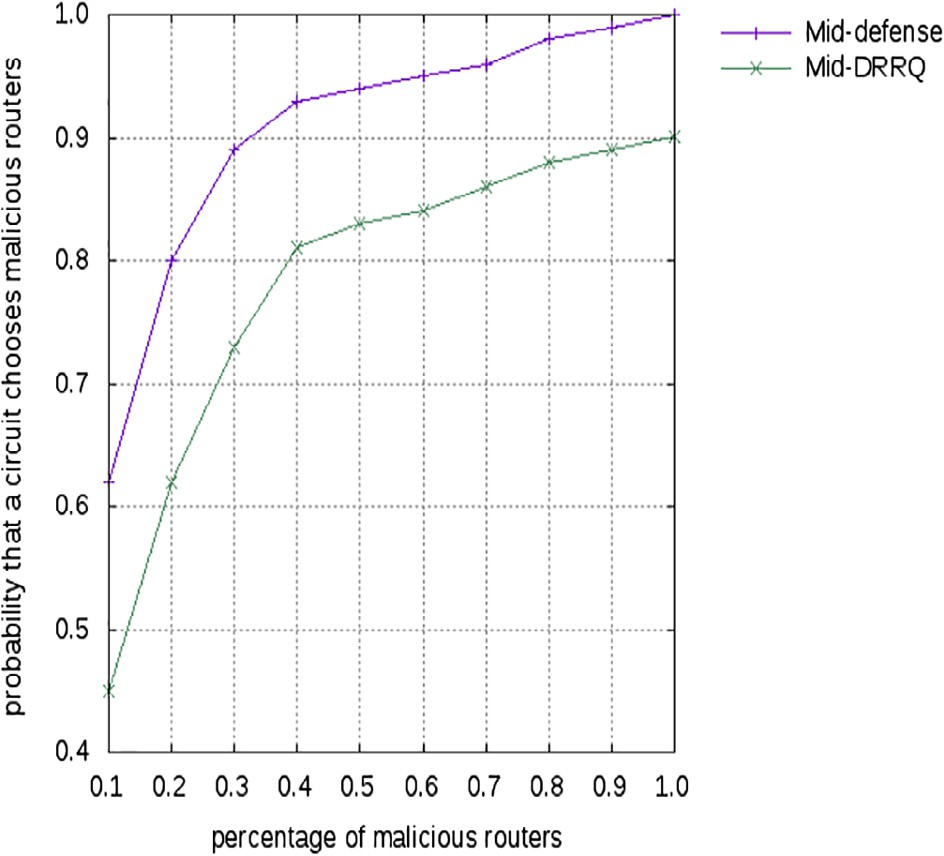 probability that a circuit chooses malicious routers
1.0
0.9
0.8
0.7
0.6
0.5
0.4
0.1 0.2 0.3 0.4 0.5 0.6 0.7 0.8 0.9 1.0
percentage of malicious routers
Mid-defense
Mid-DRRQ